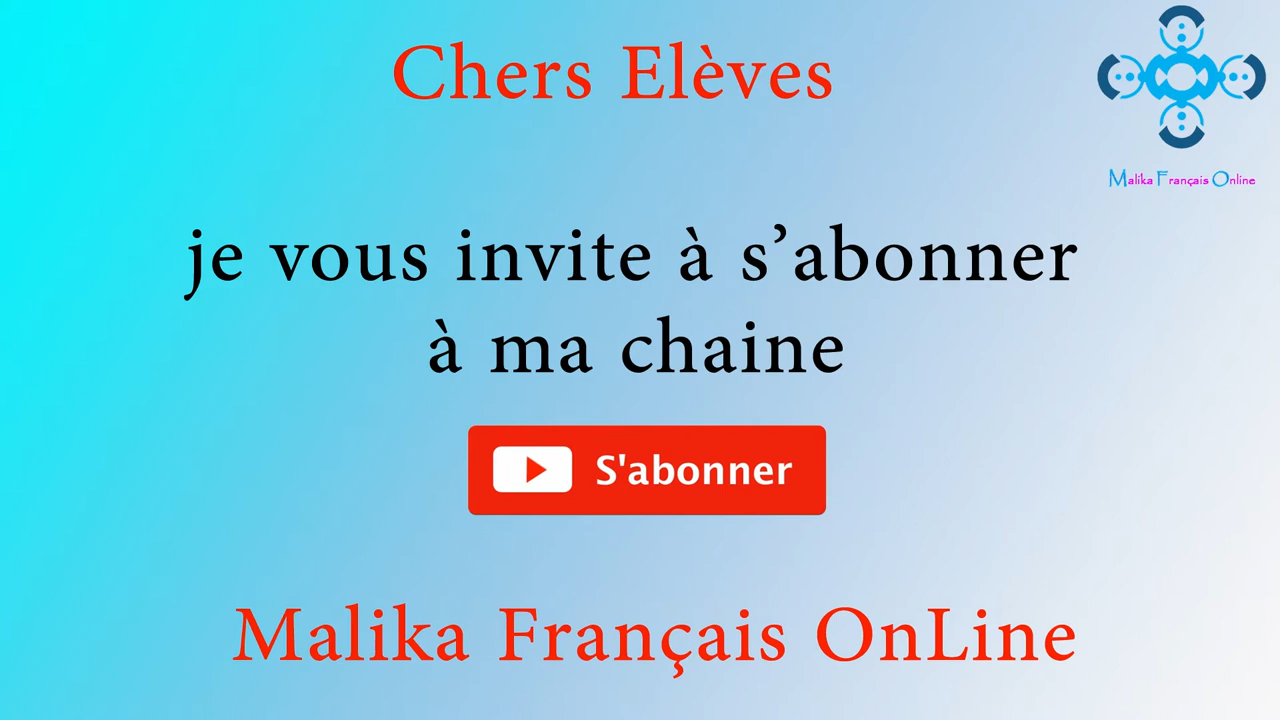 Chers Elèves
Malika Français Online
je vous invite à s’abonner
à ma chaine
S'abonner
Malika Français OnLine